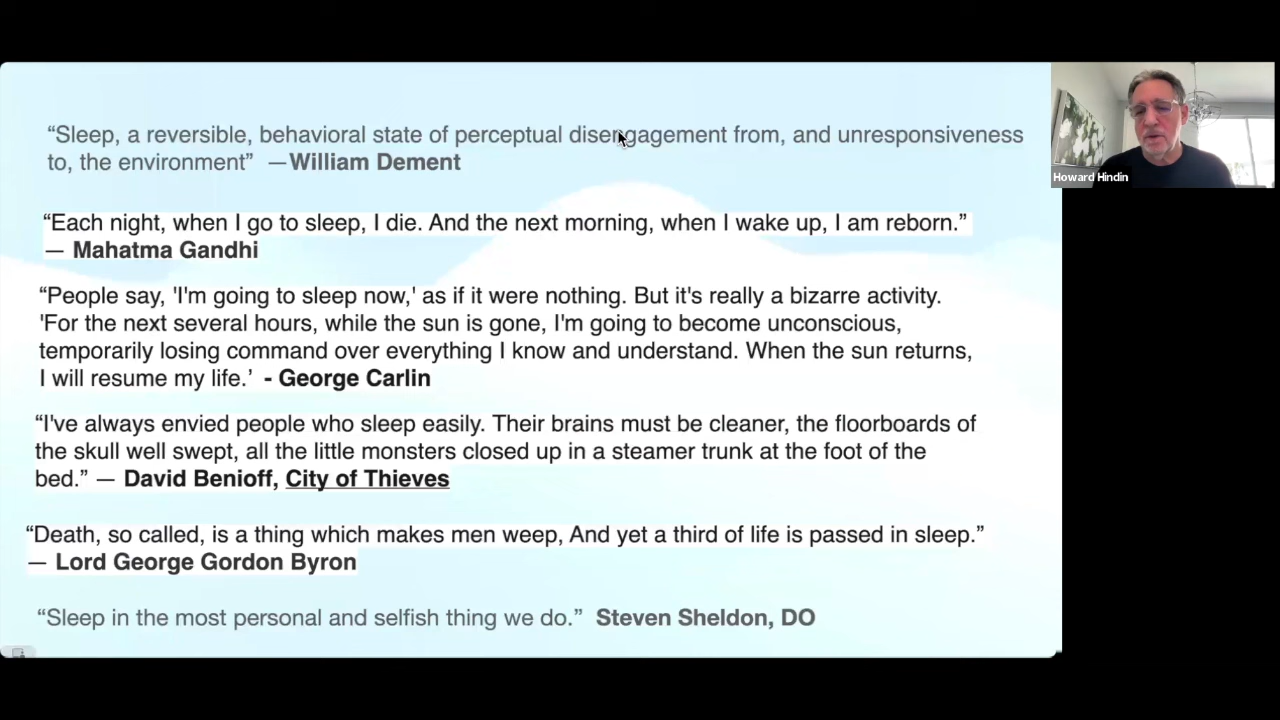 “Sleep, a reversible, behavioral state of perceptual disengagement from, and unresponsiveness
to, the environment” —William Dement
“Each night, when I go to sleep, I die. And the next morning, when I wake up, I am reborn.”
— Mahatma Gandhi
“People say, 'I'm going to sleep now,' as if it were nothing. But it's really a bizarre activity.
'For the next several hours, while the sun is gone, I'm going to become unconscious,
temporarily losing command over everything I know and understand. When the sun returns,
I will resume my life.’ - George Carlin
“I've always envied people who sleep easily. Their brains must be cleaner, the floorboards of
the skull well swept, all the little monsters closed up in a steamer trunk at the foot of the
bed.” — David Benioff, City of Thieves
“Death, so called, is a thing which makes men weep, And yet a third of life is passed in sleep.”
— Lord George Gordon Byron
“Sleep in the most personal and selfish thing we do.” Steven Sheldon, DO
Howard Hindin